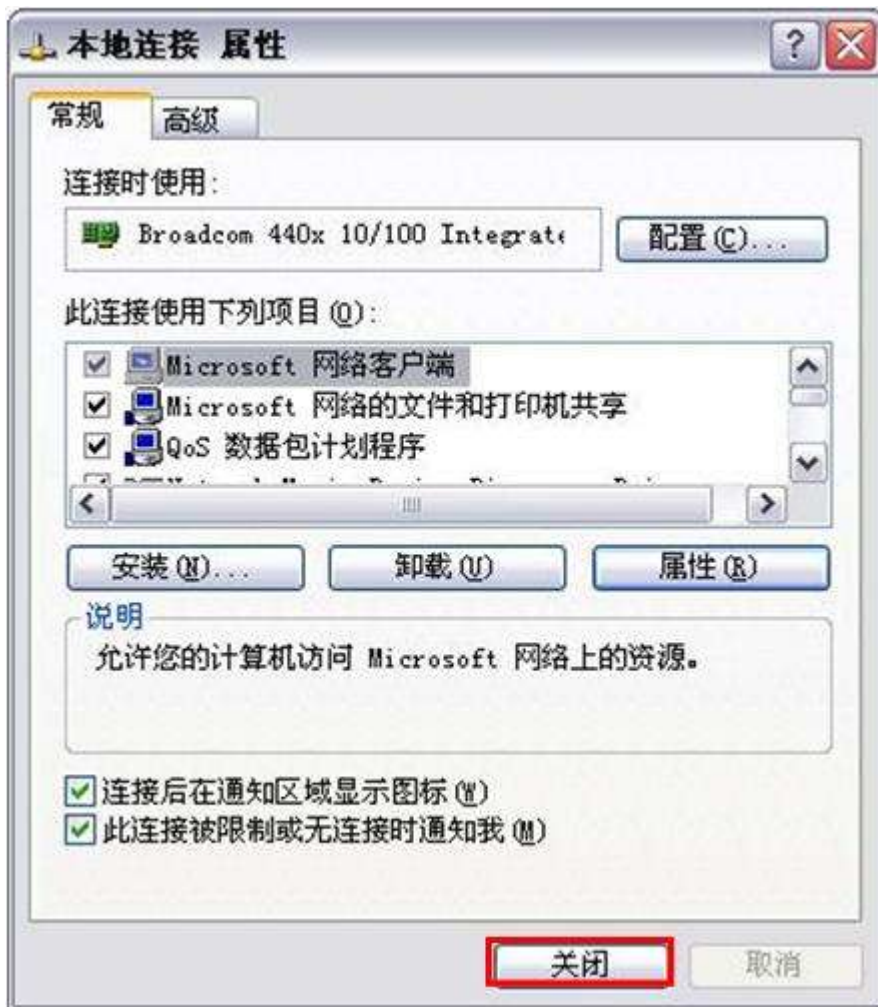 本地连接 属性
常规 高级
连接时使用:
Broadcom 440x 10/100 Integrate 配置(C)...
此连接使用下列项目(O):
Microsoft 网络客户端
Microsoft 网络的文件和打印机共享
QoS 数据包计划程序
安装(N)... 卸载(U) 属性(R)
说明
允许您的计算机访问 Microsoft 网络上的资源。
连接后在通知区域显示图标(W)
此连接被限制或无连接时通知我(M)
关闭 取消